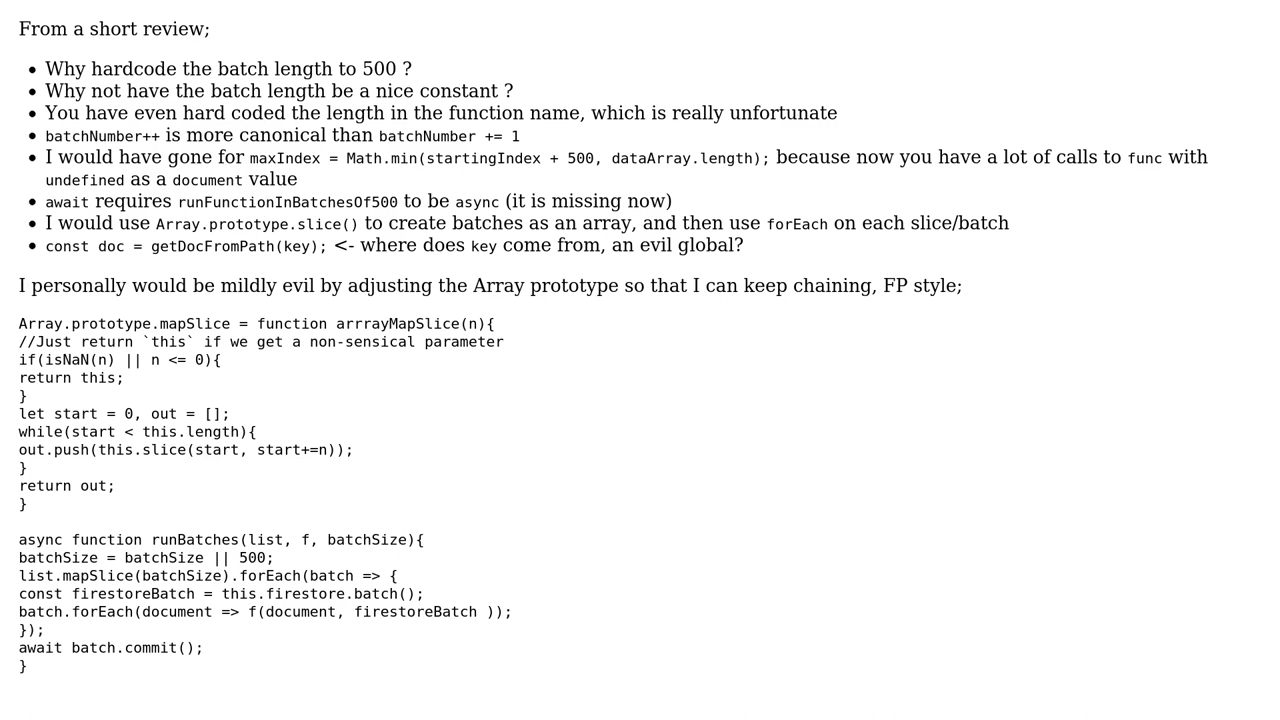 From a short review;
• Why hardcode the batch length to 500 ?
• Why not have the batch length be a nice constant ?
• You have even hard coded the length in the function name, which is really unfortunate
• batchNumber++ is more canonical than batchNumber += 1
• I would have gone for maxIndex = Math.min(startingIndex + 500, dataArray.length); because now you have a lot of calls to func with
undefined as a document value
• await requires runFunctionInBatchesOf500 to be async (it is missing now)
• I would use Array.prototype.slice() to create batches as an array, and then use forEach on each slice/batch
• const doc = getDocFromPath(key); <- where does key come from, an evil global?
I personally would be mildly evil by adjusting the Array prototype so that I can keep chaining, FP style;
Array.prototype.mapSlice = function arrrayMapSlice(n){
//Just return `this` if we get a non-sensical parameter
if(isNaN(n) || n <= 0){
return this;
}
let start = 0, out = [];
while(start < this.length){
out.push(this.slice(start, start+=n));
}
return out;
}
async function runBatches(list, f, batchSize){
batchSize = batchSize || 500;
list.mapSlice(batchSize).forEach(batch => {
const firestoreBatch = this.firestore.batch();
batch.forEach(document => f(document, firestoreBatch ));
});
await batch.commit();
}